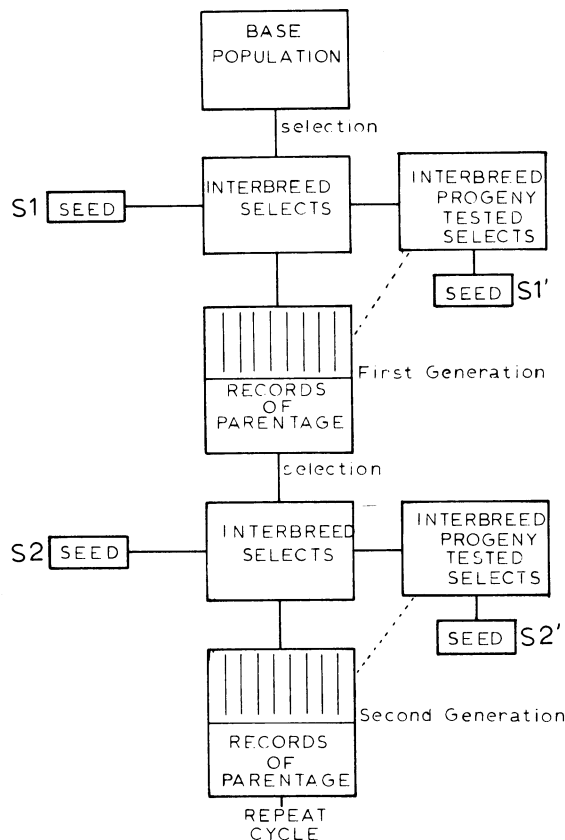 BASE
POPULATION
selection
INTERBREED
SELECTS
S1
SEED
INTERBREED
PROGENY
TESTED
SELECTS
SEED
S1'
First Generation
RECORDS
OF
PARENTAGE
selection
INTERBREED
SELECTS
S2
SEED
INTERBREED
PROGENY
TESTED
SELECTS
SEED
S2'
Second Generation
RECORDS
OF
PARENTAGE
REPEAT
CYCLE